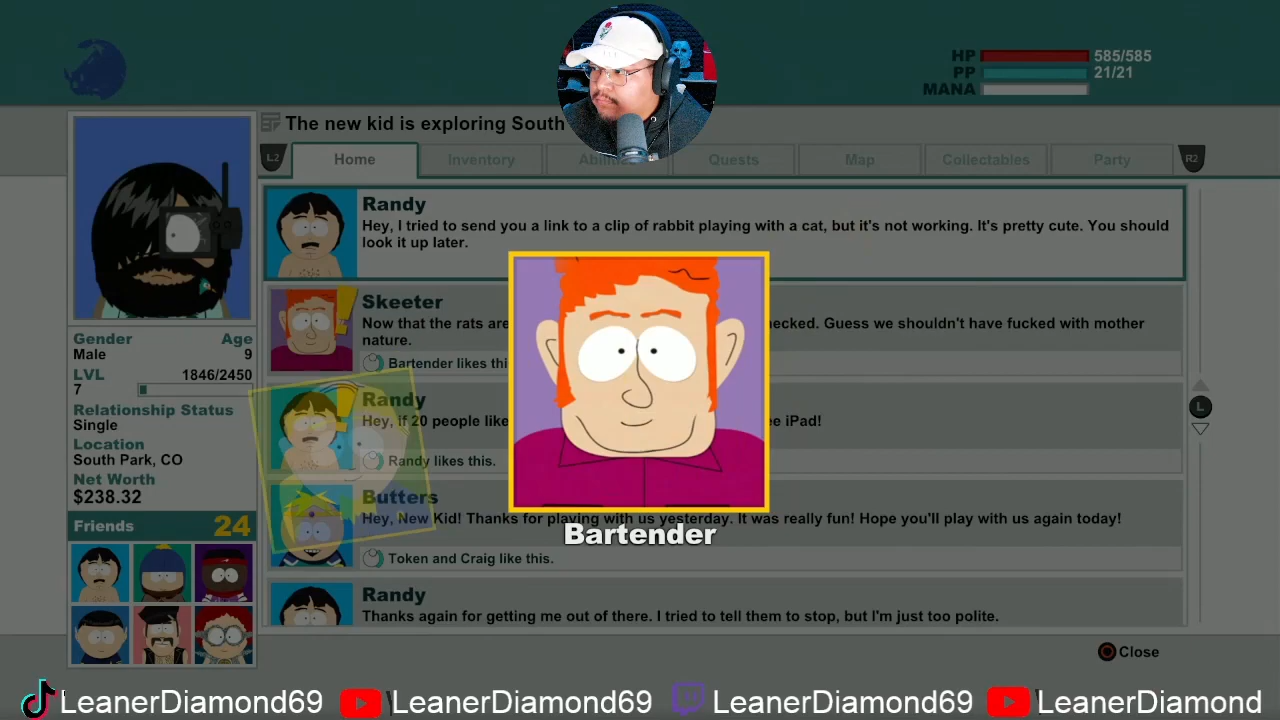 HP 585/585
PP 21/21
MANA
The new kid is exploring South
L2 Home Inventory Quests Map Collectables Party R2
Randy
Hey, I tried to send you a link to a clip of rabbit playing with a cat, but it's not working. It's pretty cute. You should
look it up later.
Skeeter
Now that the rats are
hecked. Guess we shouldn't have fucked with mother
nature.
Bartender likes thi
Randy
Hey, if 20 people like
ee iPad!
Randy likes this.
Butters
Hey, New Kid! Thanks for playing with us yesterday. It was really fun! Hope you'll play with us again today!
Token and Craig like this.
Randy
Thanks again for getting me out of there. I tried to tell them to stop, but I'm just too polite.
Gender Age
Male 9
LVL 1846/2450
7
Relationship Status
Single
Location
South Park, CO
Net Worth
$238.32
Friends 24
Bartender
L
Close
LeanerDiamond69 LeanerDiamond69 LeanerDiamond69 LeanerDiamond